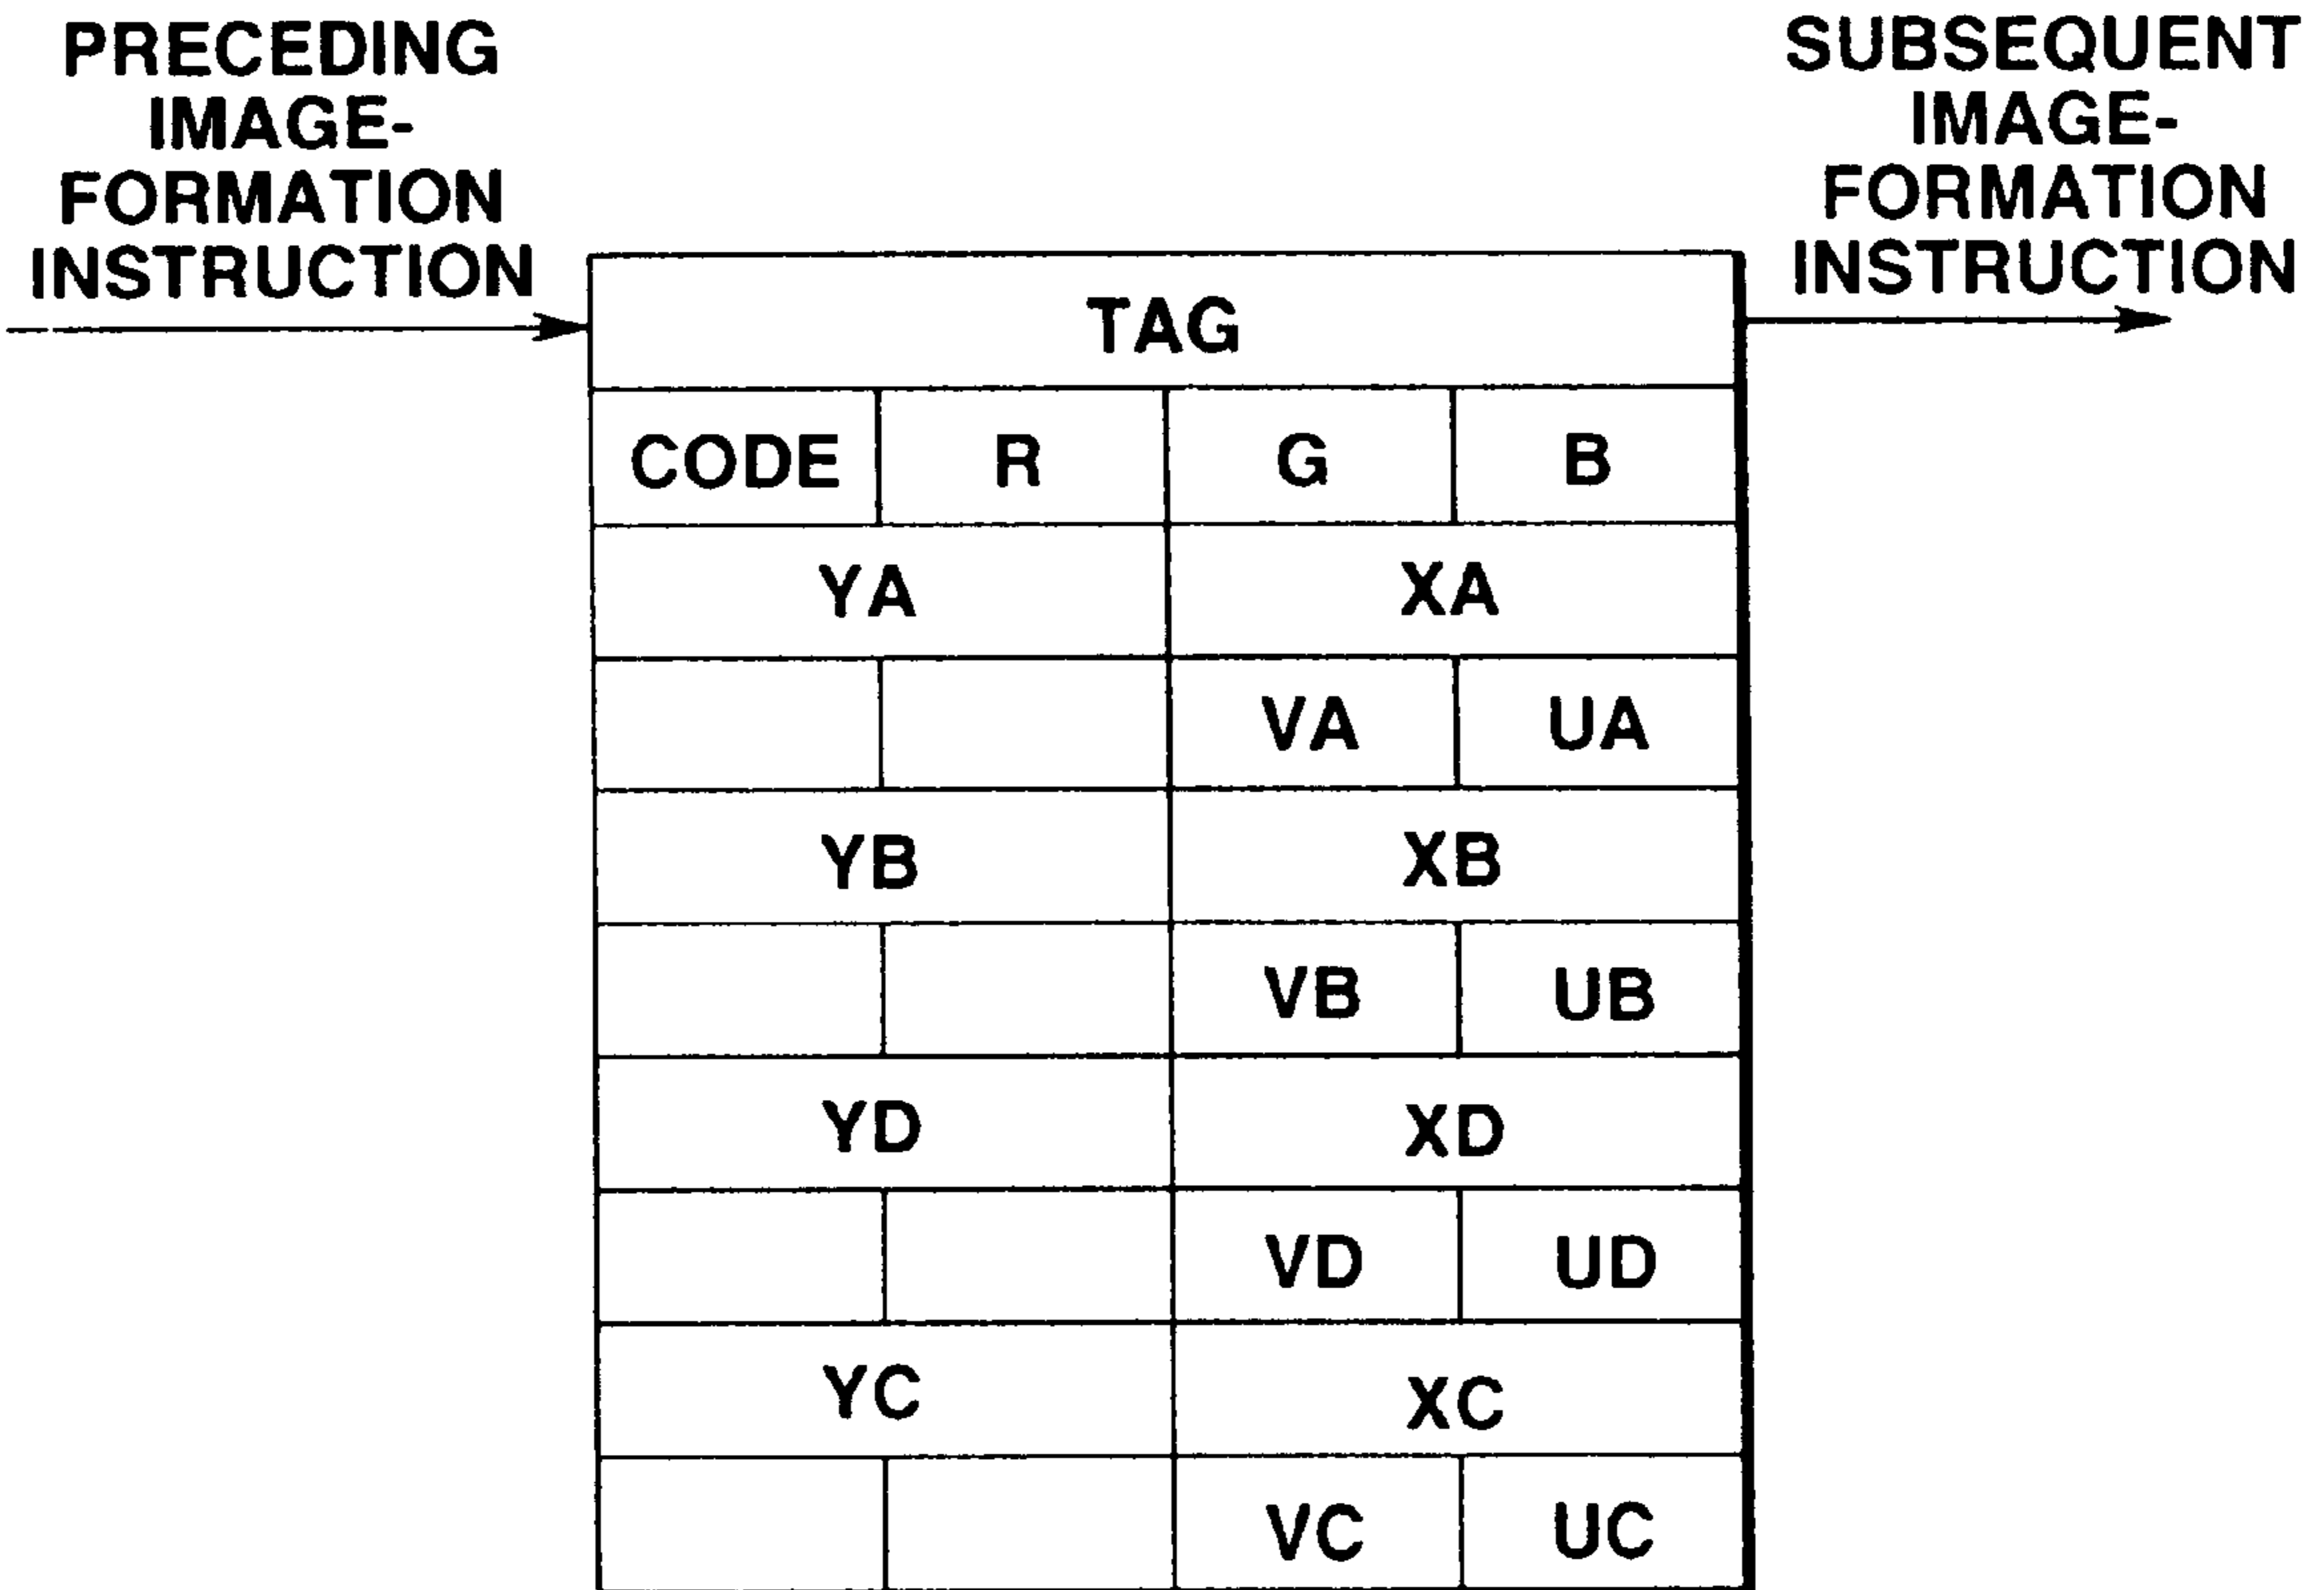 PRECEDING
IMAGE-
FORMATION
INSTRUCTION
SUBSEQUENT
IMAGE-
FORMATION
INSTRUCTION
TAG
CODE R G B
YA XA
VA UA
YB XB
VB UB
YD XD
VD UD
YC XC
VC UC